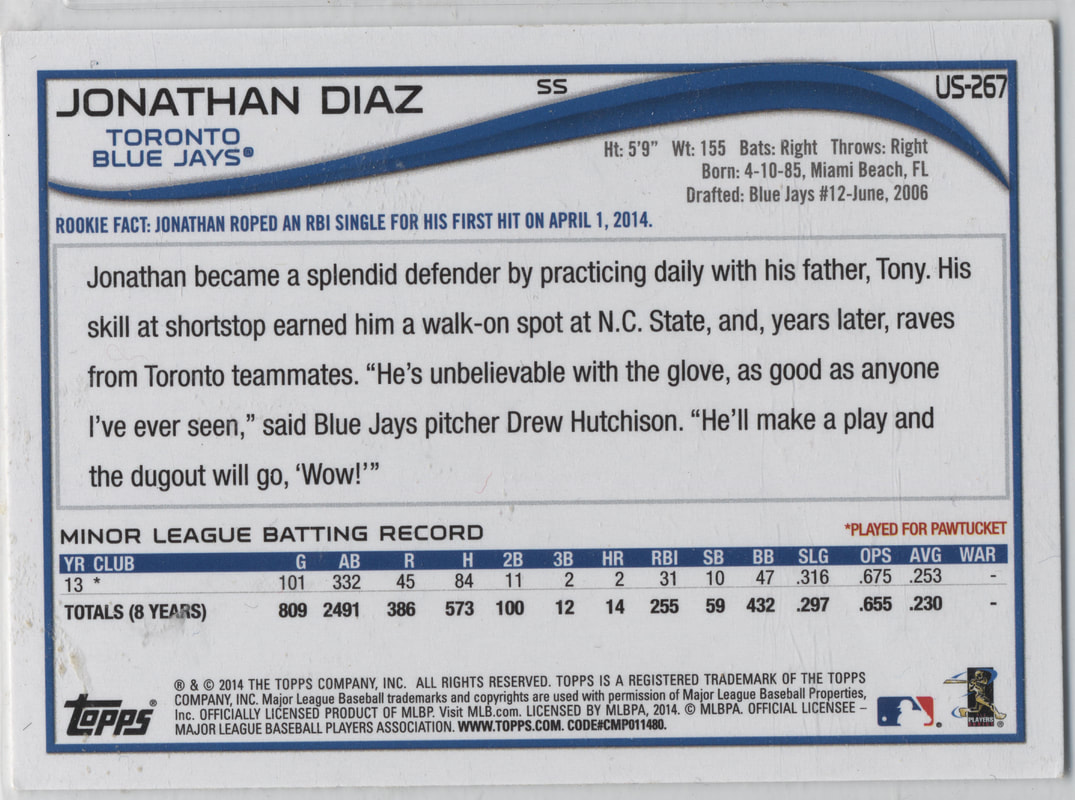 JONATHAN DIAZ
SS
US-267
TORONTO
BLUE JAYS®
Ht: 5'9" Wt: 155 Bats: Right Throws: Right
Born: 4-10-85, Miami Beach, FL
Drafted: Blue Jays #12-June, 2006
ROOKIE FACT: JONATHAN ROPED AN RBI SINGLE FOR HIS FIRST HIT ON APRIL 1, 2014.
Jonathan became a splendid defender by practicing daily with his father, Tony. His
skill at shortstop earned him a walk-on spot at N.C. State, and, years later, raves
from Toronto teammates. “He’s unbelievable with the glove, as good as anyone
I’ve ever seen,” said Blue Jays pitcher Drew Hutchison. “He’ll make a play and
the dugout will go, ‘Wow!’”
MINOR LEAGUE BATTING RECORD
*PLAYED FOR PAWTUCKET
YR CLUB G AB R H 2B 3B HR RBI SB BB SLG OPS AVG WAR
13 * 101 332 45 84 11 2 2 31 10 47 .316 .675 .253 -
TOTALS (8 YEARS) 809 2491 386 573 100 12 14 255 59 432 .297 .655 .230 -
® & © 2014 THE TOPPS COMPANY, INC. ALL RIGHTS RESERVED. TOPPS IS A REGISTERED TRADEMARK OF THE TOPPS
COMPANY, INC. Major League Baseball trademarks and copyrights are used with permission of Major League Baseball Properties,
Inc. OFFICIALLY LICENSED PRODUCT OF MLBP. Visit MLB.com. LICENSED BY MLBPA, 2014. © MLBPA. OFFICIAL LICENSEE –
MAJOR LEAGUE BASEBALL PLAYERS ASSOCIATION. WWW.TOPPS.COM. CODE#CMP011480.
TOPPS®
PLAYERS